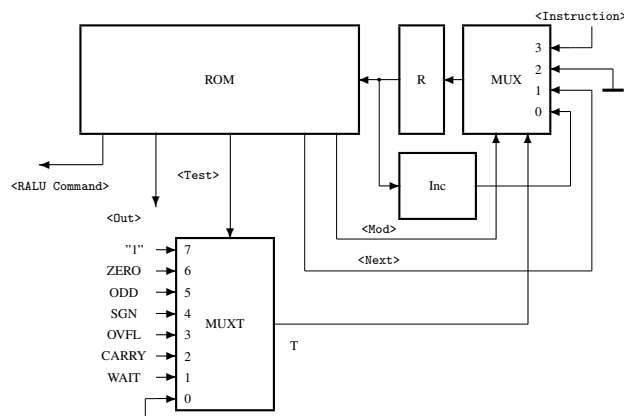 <Instruction>
3
ROM
R
MUX
2
1
0
<RALU Command>
<Test>
Inc
<Out>
<Mod>
"1"
7
<Next>
ZERO
6
ODD
5
SGN
4
MUXT
OVFL
3
T
CARRY
2
WAIT
1
0